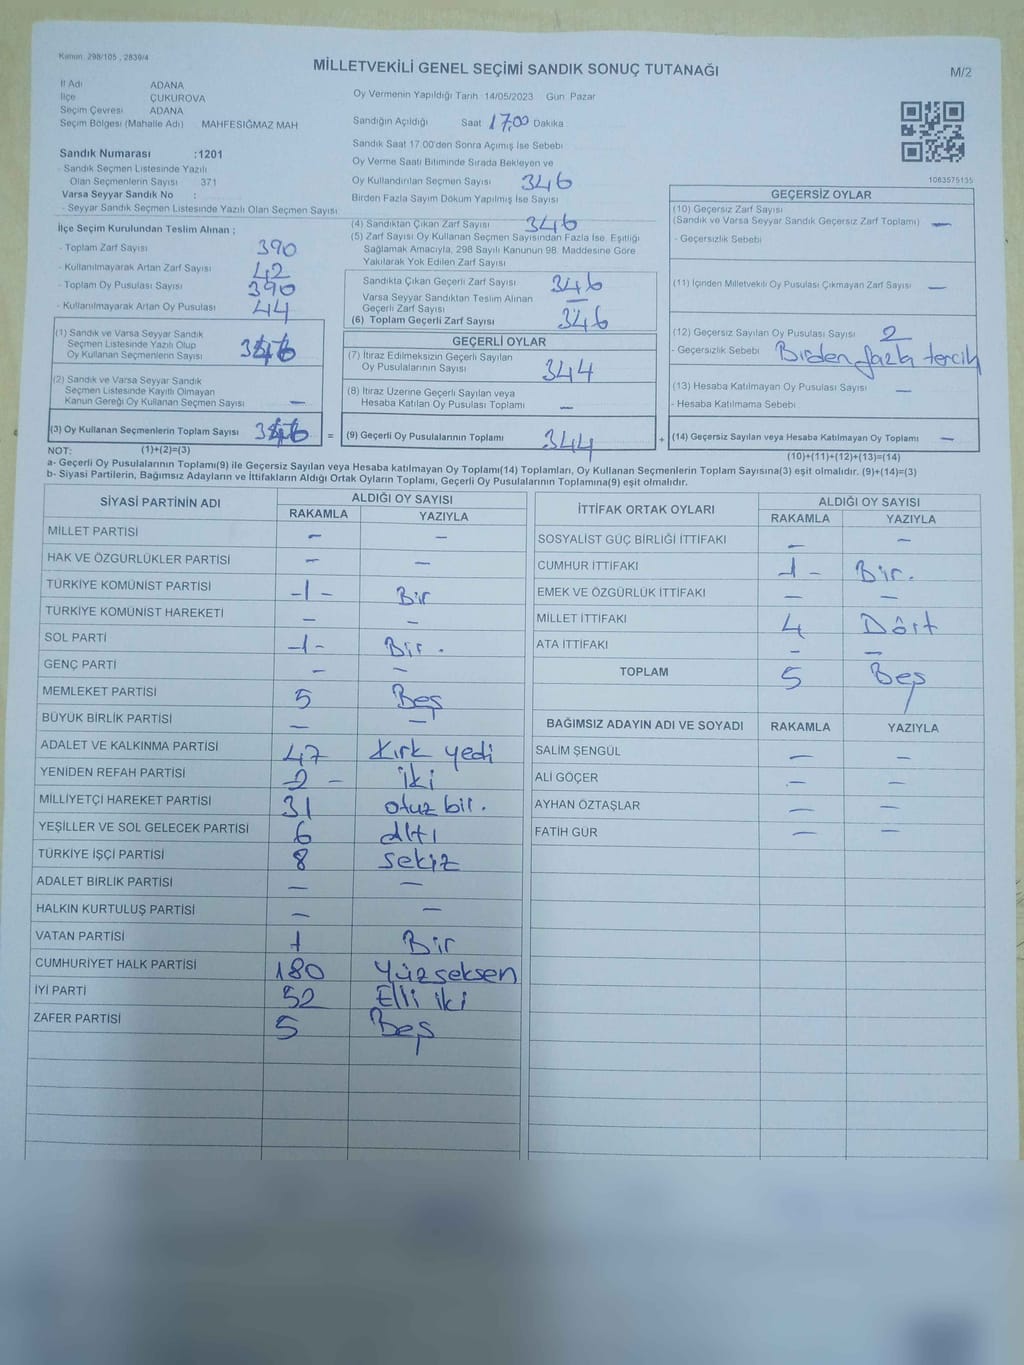 Kanun: 298/105 , 2839/4
MİLLETVEKİLİ GENEL SEÇİMİ SANDIK SONUÇ TUTANAĞI
M/2
İl Adı ADANA
İlçe ÇUKUROVA
Seçim Çevresi ADANA
Seçim Bölgesi (Mahalle Adı) MAHFESIĞMAZ MAH
Oy Vermenin Yapıldığı Tarih 14/05/2023 Gün Pazar
Sandığın Açıldığı Saat 17.00 Dakika
Sandık Saat 17.00'den Sonra Açımış İse Sebebi
Oy Verme Saati Bitiminde Sırada Bekleyen ve
Oy Kullandırılan Seçmen Sayısı 346
Birden Fazla Sayım Döküm Yapılmış İse Sayısı
Sandık Numarası :1201
- Sandık Seçmen Listesinde Yazılı
Olan Seçmenlerin Sayısı 371
Varsa Seyyar Sandık No :
- Seyyar Sandık Seçmen Listesinde Yazılı Olan Seçmen Sayısı
1083575135
İlçe Seçim Kurulundan Teslim Alınan ;
- Toplam Zarf Sayısı 390
- Kullanılmayarak Artan Zarf Sayısı 42
- Toplam Oy Pusulası Sayısı 390
- Kullanılmayarak Artan Oy Pusulası 44
(1) Sandık ve Varsa Seyyar Sandık
Seçmen Listesinde Yazılı Olup
Oy Kullanan Seçmenlerin Sayısı
(2) Sandık ve Varsa Seyyar Sandık
Seçmen Listesinde Kayıtlı Olmayan
Kanun Gereği Oy Kullanan Seçmen Sayısı –
(3) Oy Kullanan Seçmenlerin Toplam Sayısı
(1)+(2)=(3)
(4) Sandıktan Çıkan Zarf Sayısı 346
(5) Zarf Sayısı Oy Kullanan Seçmen Sayısından Fazla İse, Eşitliği
Sağlamak Amacıyla, 298 Sayılı Kanunun 98. Maddesine Göre
Yakılarak Yok Edilen Zarf Sayısı
Sandıkta Çıkan Geçerli Zarf Sayısı 346
Varsa Seyyar Sandıktan Teslim Alınan
Geçerli Zarf Sayısı –
(6) Toplam Geçerli Zarf Sayısı 346
GEÇERLİ OYLAR
(7) İtiraz Edilmeksizin Geçerli Sayılan
Oy Pusulalarının Sayısı 344
(8) İtiraz Üzerine Geçerli Sayılan veya
Hesaba Katılan Oy Pusulası Toplamı –
= (9) Geçerli Oy Pusulalarının Toplamı 344
GEÇERSİZ OYLAR
(10) Geçersiz Zarf Sayısı
(Sandık ve Varsa Seyyar Sandık Geçersiz Zarf Toplamı) –
- Geçersizlik Sebebi
(11) İçinden Milletvekili Oy Pusulası Çıkmayan Zarf Sayısı –
(12) Geçersiz Sayılan Oy Pusulası Sayısı 2
- Geçersizlik Sebebi Birden fazla tercih
(13) Hesaba Katılmayan Oy Pusulası Sayısı –
- Hesaba Katılmama Sebebi
+ (14) Geçersiz Sayılan veya Hesaba Katılmayan Oy Toplamı –
(10)+(11)+(12)+(13)=(14)
NOT:
a- Geçerli Oy Pusulalarının Toplamı(9) ile Geçersiz Sayılan veya Hesaba katılmayan Oy Toplamı(14) Toplamları, Oy Kullanan Seçmenlerin Toplam Sayısına(3) eşit olmalıdır. (9)+(14)=(3)
b- Siyasi Partilerin, Bağımsız Adayların ve İttifakların Aldığı Ortak Oyların Toplamı, Geçerli Oy Pusulalarının Toplamına(9) eşit olmalıdır.
SİYASİ PARTİNİN ADI ALDIĞI OY SAYISI
RAKAMLA YAZIYLA
MİLLET PARTİSİ – –
HAK VE ÖZGÜRLÜKLER PARTİSİ – –
TÜRKİYE KOMÜNİST PARTİSİ -1- Bir
TÜRKİYE KOMÜNİST HAREKETİ – –
SOL PARTİ -1- Bir.
GENÇ PARTİ – –
MEMLEKET PARTİSİ 5 Beş
BÜYÜK BİRLİK PARTİSİ – –
ADALET VE KALKINMA PARTİSİ 47 Kırk yedi
YENİDEN REFAH PARTİSİ -2- iki
MİLLİYETÇİ HAREKET PARTİSİ 31 otuz bir.
YEŞİLLER VE SOL GELECEK PARTİSİ 6 altı
TÜRKİYE İŞÇİ PARTİSİ 8 sekiz
ADALET BİRLİK PARTİSİ – –
HALKIN KURTULUŞ PARTİSİ – –
VATAN PARTİSİ 1 Bir
CUMHURİYET HALK PARTİSİ 180 Yüzseksen
İYİ PARTİ 52 Elli iki
ZAFER PARTİSİ 5 Beş
İTTİFAK ORTAK OYLARI ALDIĞI OY SAYISI
RAKAMLA YAZIYLA
SOSYALİST GÜÇ BİRLİĞİ İTTİFAKI – –
CUMHUR İTTİFAKI -1- Bir.
EMEK VE ÖZGÜRLÜK İTTİFAKI – –
MİLLET İTTİFAKI 4 Dört
ATA İTTİFAKI – –
TOPLAM 5 Beş
BAĞIMSIZ ADAYIN ADI VE SOYADI RAKAMLA YAZIYLA
SALİM ŞENGÜL – –
ALİ GÖÇER – –
AYHAN ÖZTAŞLAR – –
FATİH GÜR – –